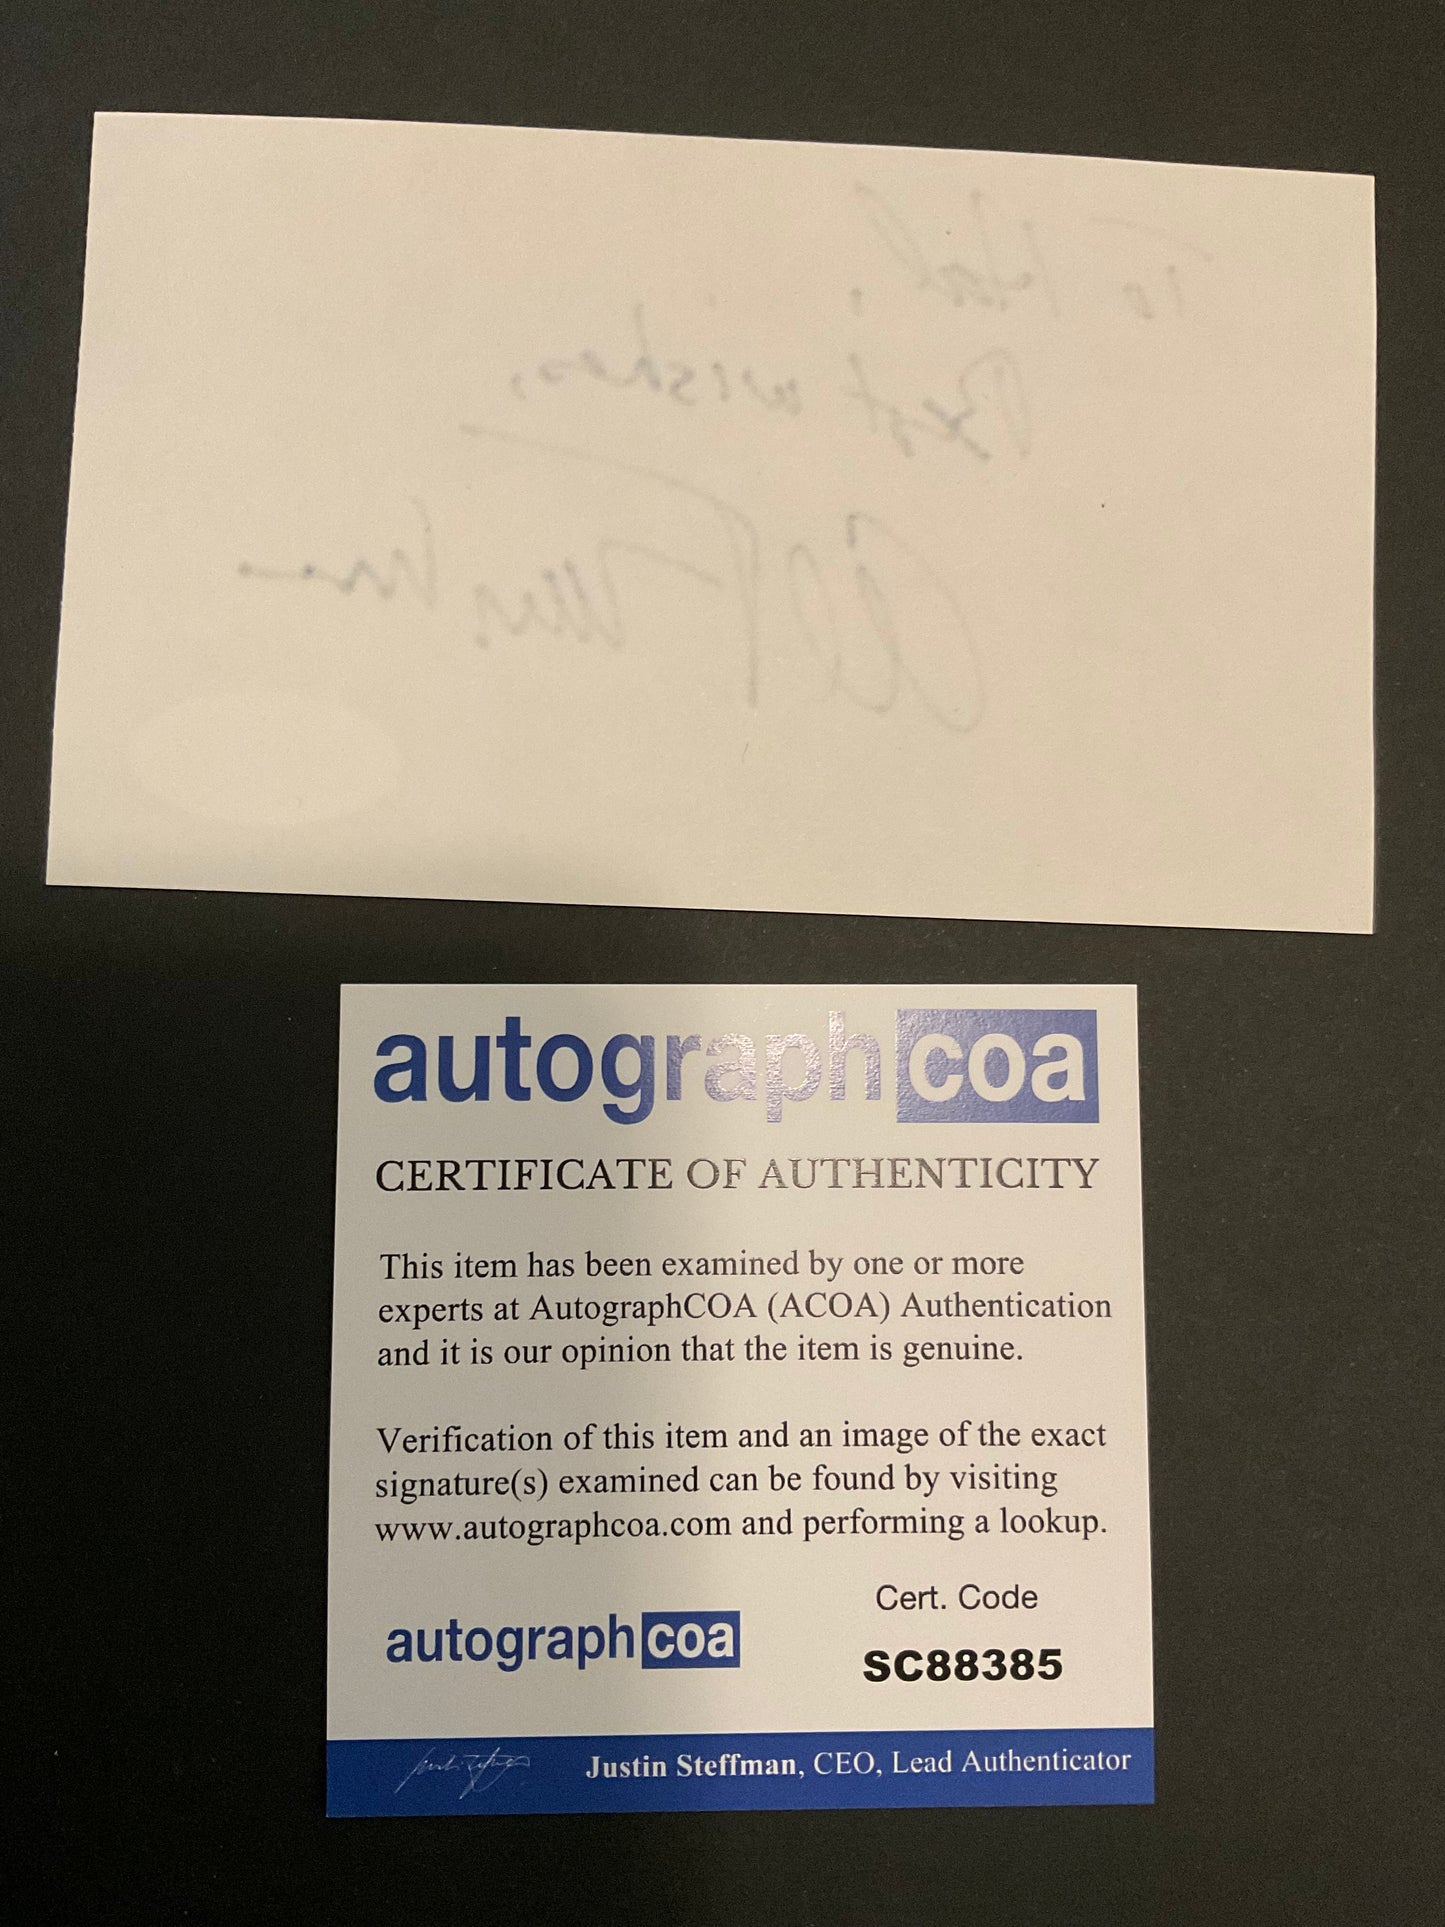 To Hal,
Best wishes,
autographcoa
CERTIFICATE OF AUTHENTICITY
This item has been examined by one or more
experts at AutographCOA (ACOA) Authentication
and it is our opinion that the item is genuine.
Verification of this item and an image of the exact
signature(s) examined can be found by visiting
www.autographcoa.com and performing a lookup.
Cert. Code
autographcoa
SC88385
Justin Steffman, CEO, Lead Authenticator